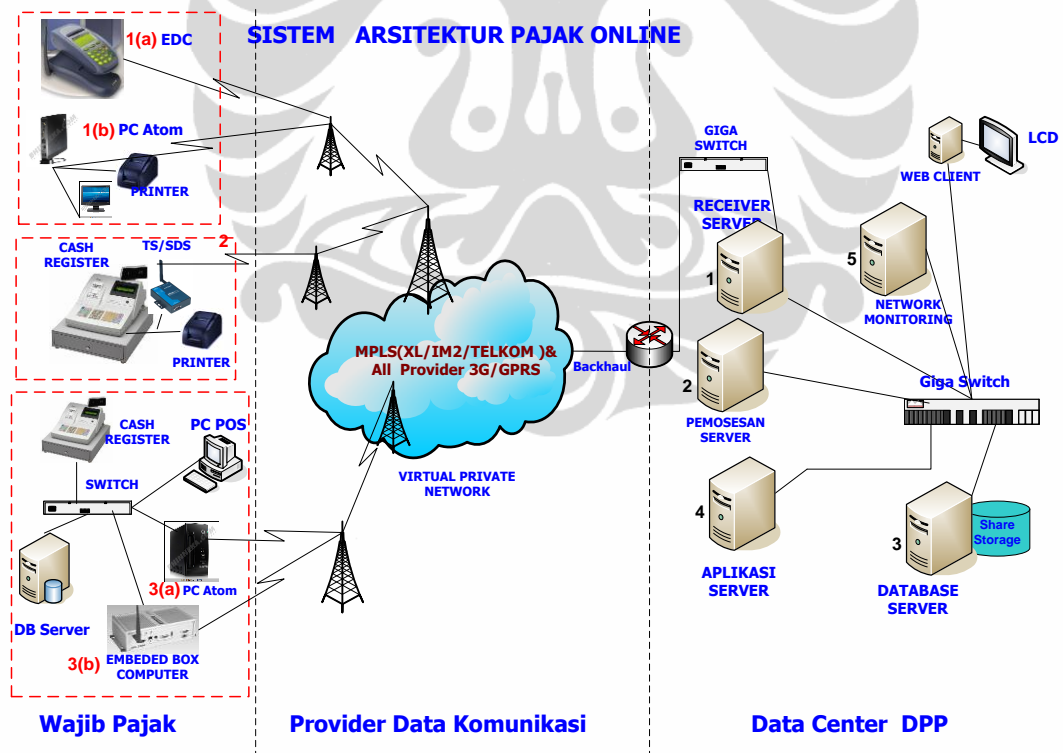 SISTEM ARSITEKTUR PAJAK ONLINE
1(a) EDC
1(b) PC Atom
PRINTER
CASH
REGISTER
TS/SDS
2
PRINTER
CASH
REGISTER
PC POS
SWITCH
3(a) PC Atom
DB Server
3(b)
EMBEDED BOX
COMPUTER
MPLS(XL/IM2/TELKOM )&
All Provider 3G/GPRS
Backhaul
VIRTUAL PRIVATE
NETWORK
GIGA
SWITCH
RECEIVER
SERVER
1
2
PEMOSESAN
SERVER
4
APLIKASI
SERVER
WEB CLIENT
LCD
5
NETWORK
MONITORING
Giga Switch
3
Share
Storage
DATABASE
SERVER
Wajib Pajak
Provider Data Komunikasi
Data Center DPP